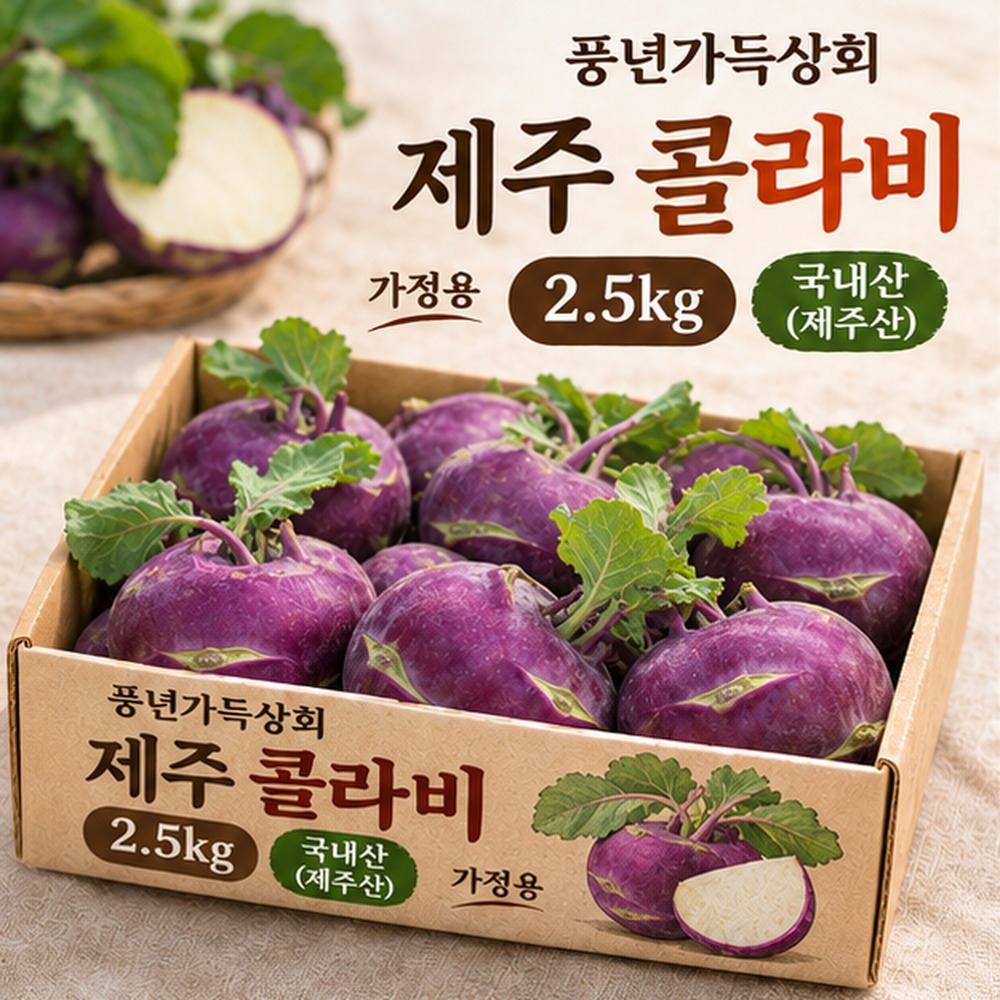 풍년가득상회
제주 콜라비
가정용
2.5kg
국내산
(제주산)
풍년가득상회
제주 콜라비
2.5kg
국내산
(제주산)
가정용